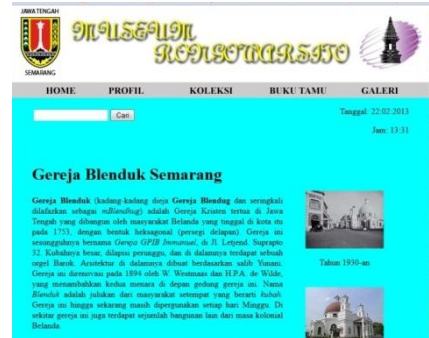 JAWA TENGAH
MUSEUM
RONGOWARSITO
SEMARANG
HOME PROFIL KOLEKSI BUKU TAMU GALERI
Cari
Tanggal: 22:02:2013
Jam: 13:31
Gereja Blenduk Semarang
Gereja Blenduk (kadang-kadang dieja Gereja Blendug dan seringkali
dilafazkan sebagai mBlendhug) adalah Gereja Kristen tertua di Jawa
Tengah yang dibangun oleh masyarakat Belanda yang tinggal di kota itu
pada 1753, dengan bentuk heksagonal (persegi delapan). Gereja ini
sesungguhnya bernama Gereja GPIB Immanuel, di Jl. Letjend. Suprapto
32. Kubahnya besar, dilapisi perunggu, dan di dalamnya terdapat sebuah
orgel Barok. Arsitektur di dalamnya dibuat berdasarkan salib Yunani.
Gereja ini direnovasi pada 1894 oleh W. Westmaas dan H.P.A. de Wilde,
yang menambahkan kedua menara di depan gedung gereja ini. Nama
Blenduk adalah julukan dari masyarakat setempat yang berarti kubah.
Gereja ini hingga sekarang masih dipergunakan setiap hari Minggu. Di
sekitar gereja ini juga terdapat sejumlah bangunan lain dari masa kolonial
Belanda.
Tahun 1930-an